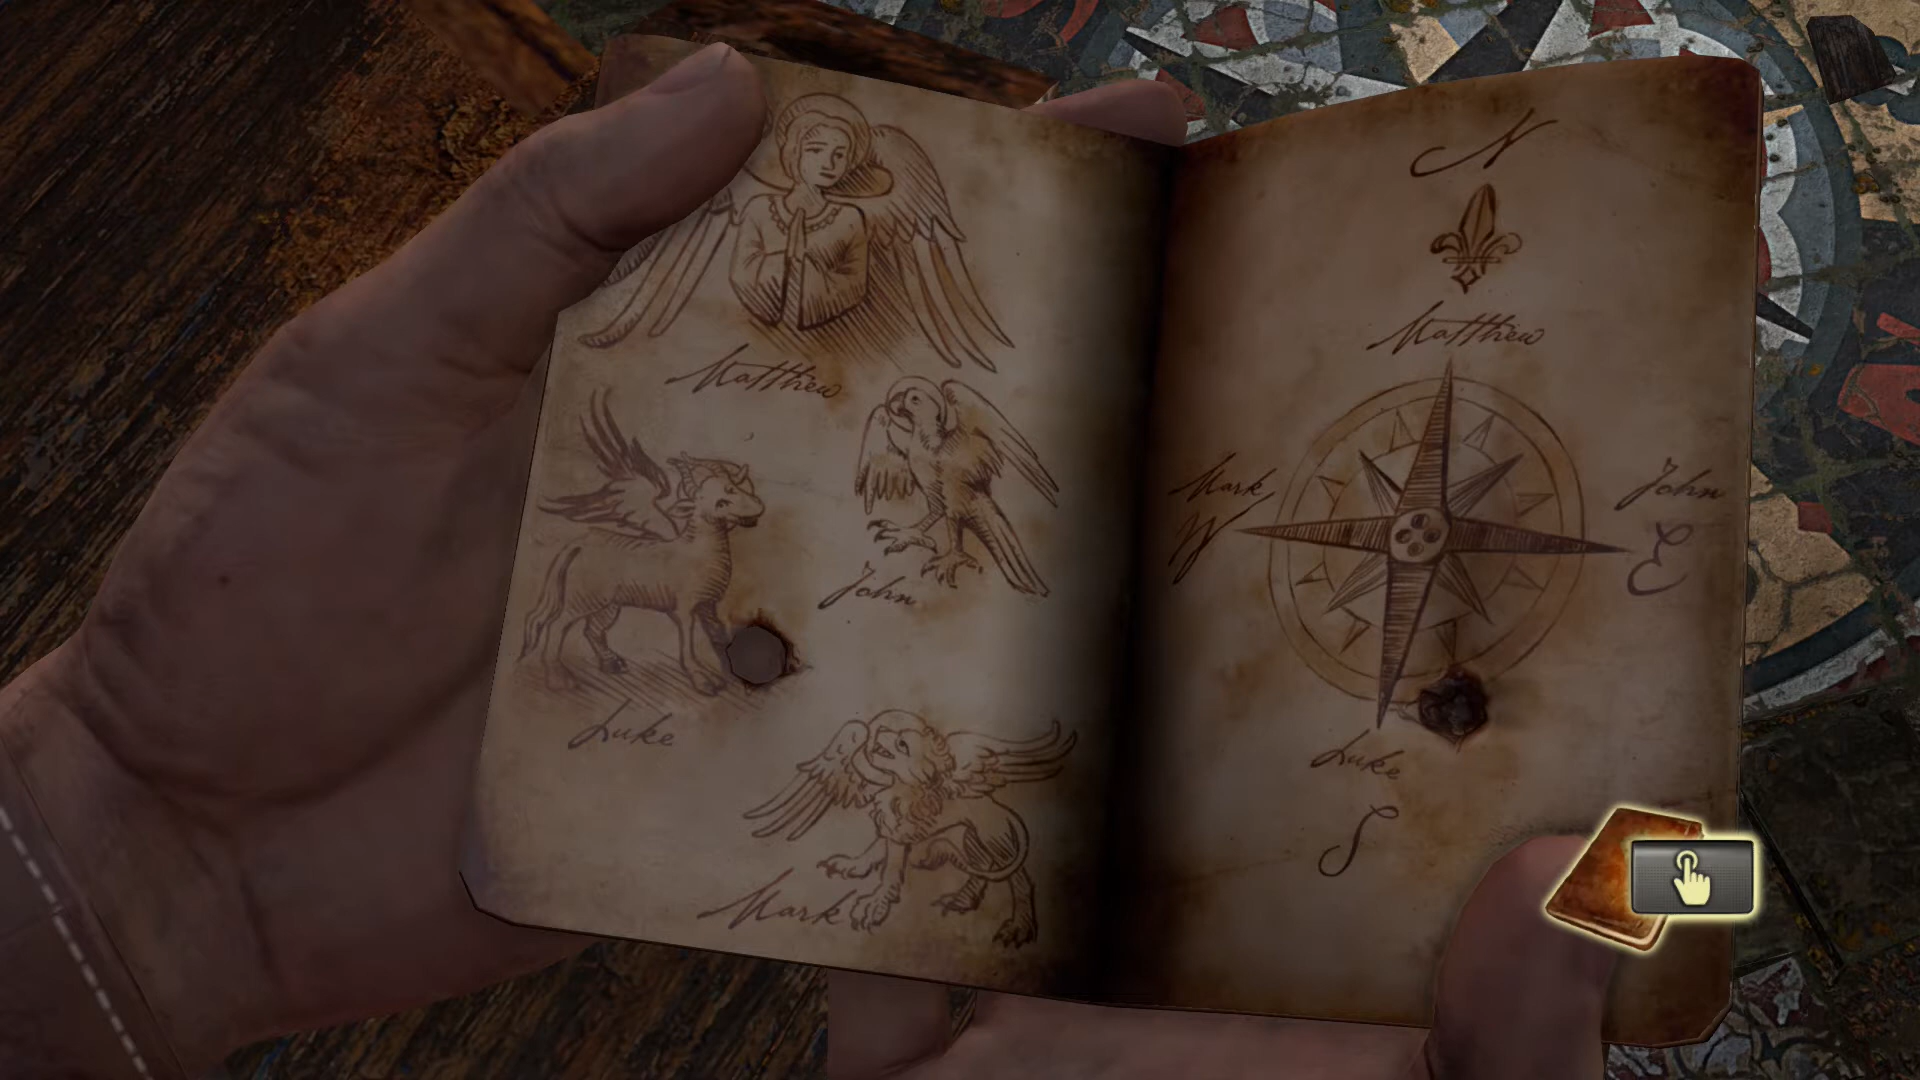 Matthew
John
Luke
Mark
N
Matthew
Mark
W
John
E
Luke
S